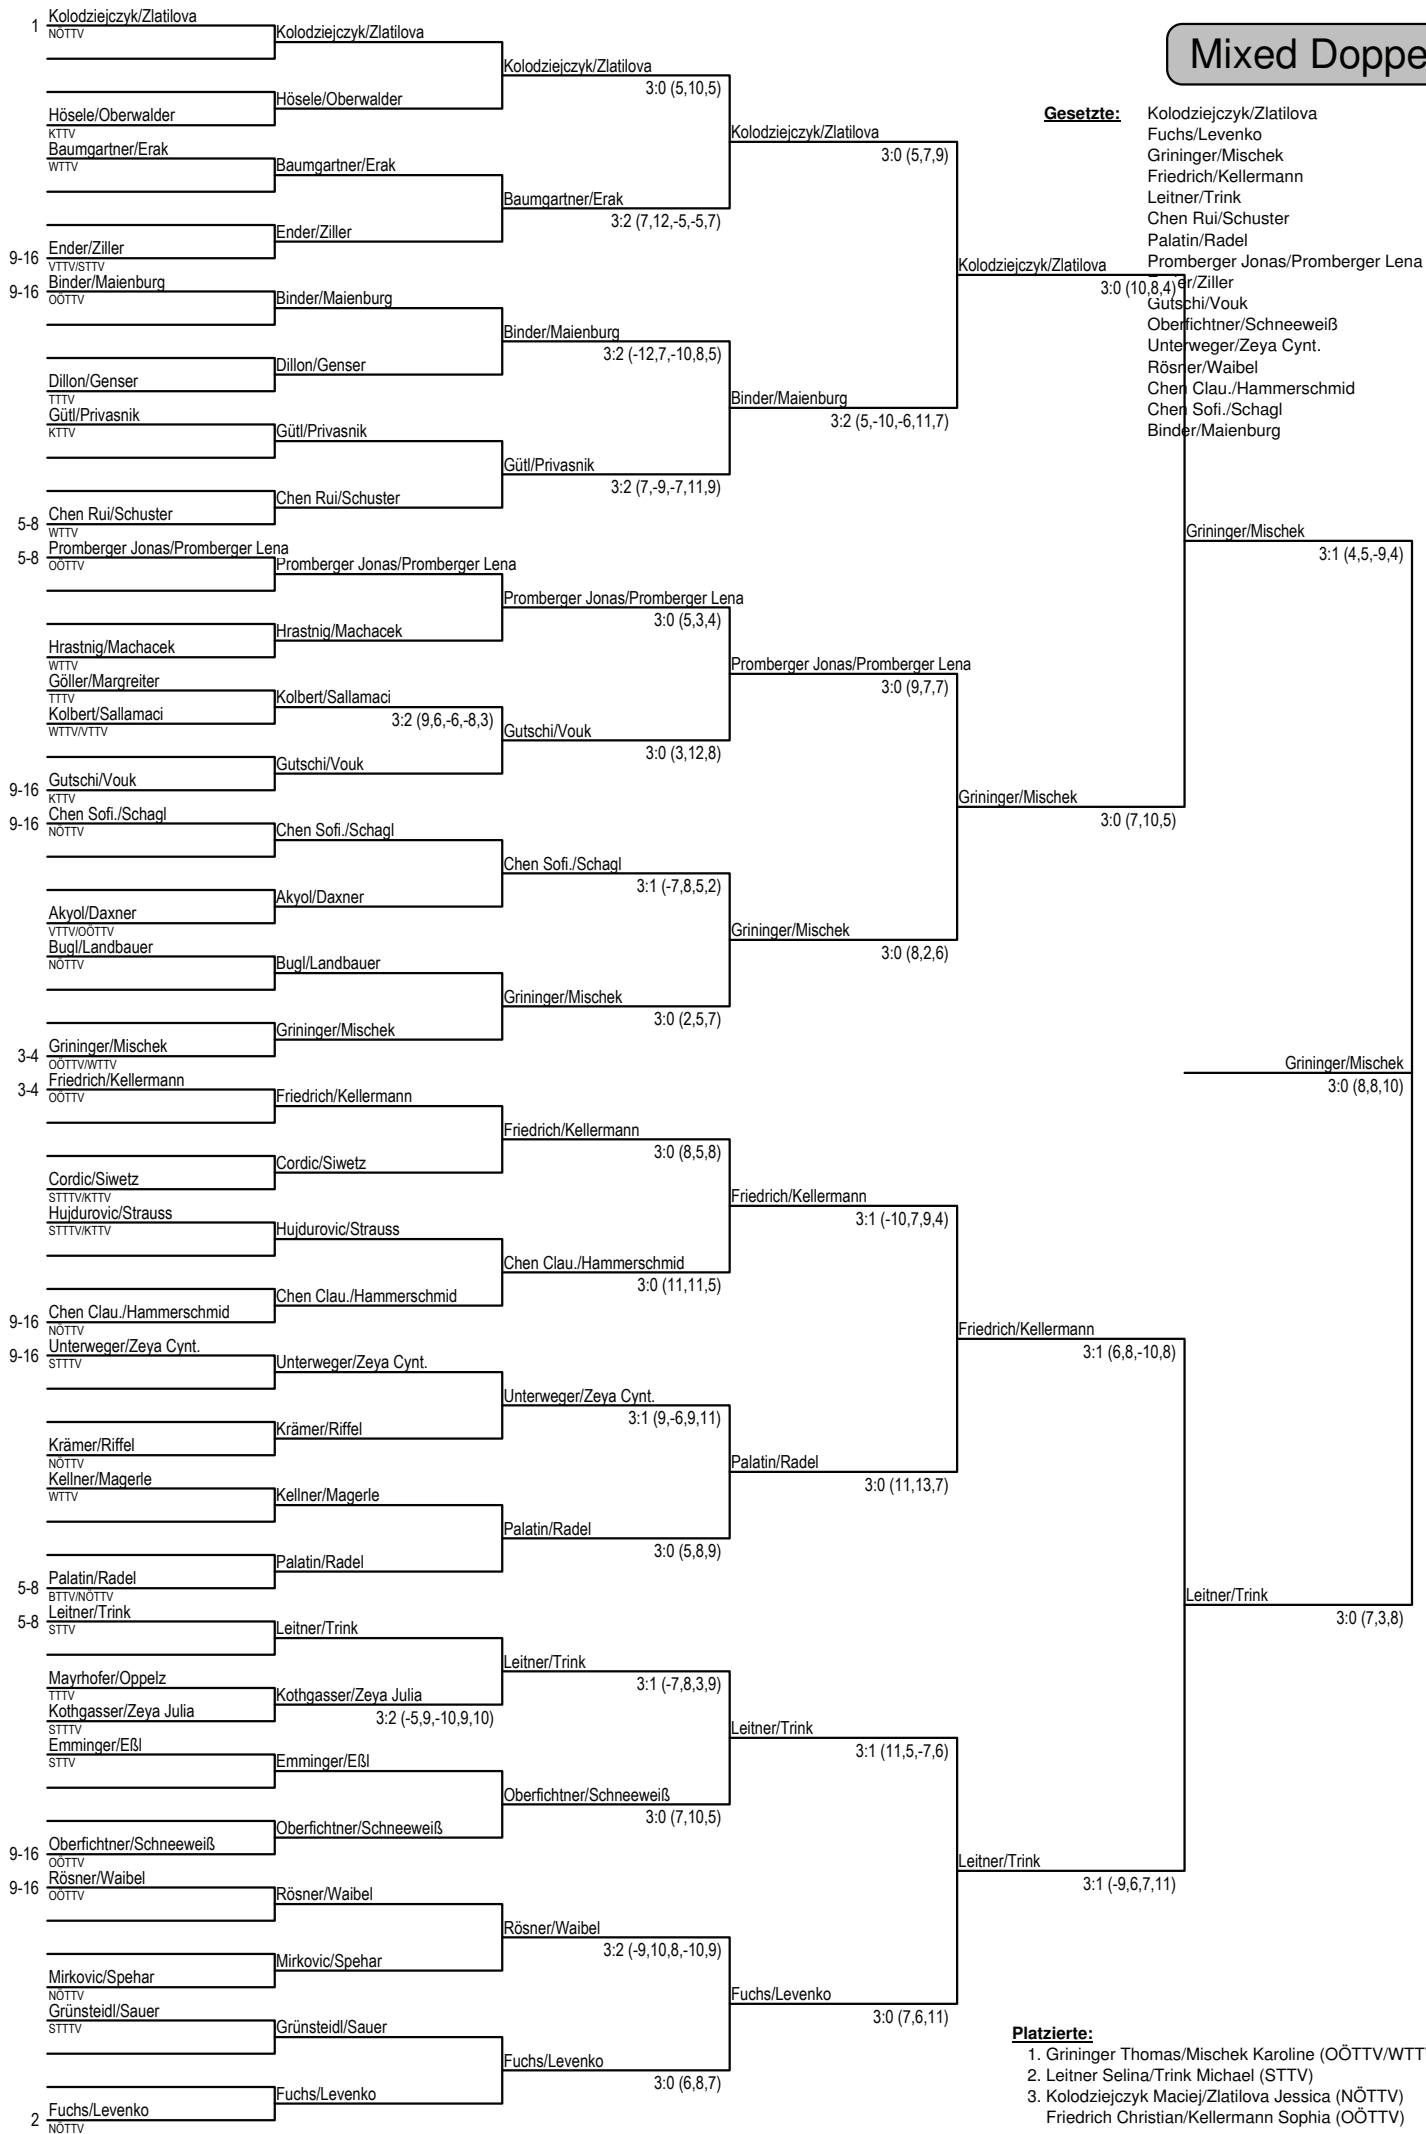 Mixed Doppe
Gesetzte:
Kolodziejczyk/Zlatilova
Fuchs/Levenko
Grininger/Mischek
Friedrich/Kellermann
Leitner/Trink
Chen Rui/Schuster
Palatin/Radel
Promberger Jonas/Promberger Lena
er/Ziller
Gutschi/Vouk
Oberfichtner/Schneeweiß
Unterweger/Zeya Cynt.
Rösner/Waibel
Chen Clau./Hammerschmid
Chen Sofi./Schagl
Binder/Maienburg
1 Kolodziejczyk/Zlatilova
NÖTTV
Hösele/Oberwalder
KTTV
Baumgartner/Erak
WTTV
9-16 Ender/Ziller
VTTV/STTV
9-16 Binder/Maienburg
OÖTTV
Dillon/Genser
TTTV
Gütl/Privasnik
KTTV
5-8 Chen Rui/Schuster
WTTV
5-8 Promberger Jonas/Promberger Lena
OÖTTV
Hrastnig/Machacek
WTTV
Göller/Margreiter
TTTV
Kolbert/Sallamaci
WTTV/VTTV
9-16 Gutschi/Vouk
KTTV
9-16 Chen Sofi./Schagl
NÖTTV
Akyol/Daxner
VTTV/OÖTTV
Bugl/Landbauer
NÖTTV
3-4 Grininger/Mischek
OÖTTV/WTTV
3-4 Friedrich/Kellermann
OÖTTV
Cordic/Siwetz
STTTV/KTTV
Hujdurovic/Strauss
STTTV/KTTV
9-16 Chen Clau./Hammerschmid
NÖTTV
9-16 Unterweger/Zeya Cynt.
STTTV
Krämer/Riffel
NÖTTV
Kellner/Magerle
WTTV
5-8 Palatin/Radel
BTTV/NÖTTV
5-8 Leitner/Trink
STTV
Mayrhofer/Oppelz
TTTV
Kothgasser/Zeya Julia
STTTV
Emminger/Eßl
STTV
9-16 Oberfichtner/Schneeweiß
OÖTTV
9-16 Rösner/Waibel
OÖTTV
Mirkovic/Spehar
NÖTTV
Grünsteidl/Sauer
STTTV
2 Fuchs/Levenko
NÖTTV
Kolodziejczyk/Zlatilova
Hösele/Oberwalder
Baumgartner/Erak
Ender/Ziller
Binder/Maienburg
Dillon/Genser
Gütl/Privasnik
Chen Rui/Schuster
Promberger Jonas/Promberger Lena
Hrastnig/Machacek
Kolbert/Sallamaci
3:2 (9,6,-6,-8,3)
Gutschi/Vouk
Chen Sofi./Schagl
Akyol/Daxner
Bugl/Landbauer
Grininger/Mischek
Friedrich/Kellermann
Cordic/Siwetz
Hujdurovic/Strauss
Chen Clau./Hammerschmid
Unterweger/Zeya Cynt.
Krämer/Riffel
Kellner/Magerle
Palatin/Radel
Leitner/Trink
Kothgasser/Zeya Julia
3:2 (-5,9,-10,9,10)
Emminger/Eßl
Oberfichtner/Schneeweiß
Rösner/Waibel
Mirkovic/Spehar
Grünsteidl/Sauer
Fuchs/Levenko
Kolodziejczyk/Zlatilova
3:0 (5,10,5)
Baumgartner/Erak
3:2 (7,12,-5,-5,7)
Binder/Maienburg
3:2 (-12,7,-10,8,5)
Gütl/Privasnik
3:2 (7,-9,-7,11,9)
Promberger Jonas/Promberger Lena
3:0 (5,3,4)
Gutschi/Vouk
3:0 (3,12,8)
Chen Sofi./Schagl
3:1 (-7,8,5,2)
Grininger/Mischek
3:0 (2,5,7)
Friedrich/Kellermann
3:0 (8,5,8)
Chen Clau./Hammerschmid
3:0 (11,11,5)
Unterweger/Zeya Cynt.
3:1 (9,-6,9,11)
Palatin/Radel
3:0 (5,8,9)
Leitner/Trink
3:1 (-7,8,3,9)
Oberfichtner/Schneeweiß
3:0 (7,10,5)
Rösner/Waibel
3:2 (-9,10,8,-10,9)
Fuchs/Levenko
3:0 (6,8,7)
Kolodziejczyk/Zlatilova
3:0 (5,7,9)
Binder/Maienburg
3:2 (5,-10,-6,11,7)
Promberger Jonas/Promberger Lena
3:0 (9,7,7)
Grininger/Mischek
3:0 (8,2,6)
Friedrich/Kellermann
3:1 (-10,7,9,4)
Palatin/Radel
3:0 (11,13,7)
Leitner/Trink
3:1 (11,5,-7,6)
Fuchs/Levenko
3:0 (7,6,11)
Kolodziejczyk/Zlatilova
3:0 (10,8,4)
Grininger/Mischek
3:0 (7,10,5)
Friedrich/Kellermann
3:1 (6,8,-10,8)
Leitner/Trink
3:1 (-9,6,7,11)
Grininger/Mischek
3:1 (4,5,-9,4)
Leitner/Trink
3:0 (7,3,8)
Grininger/Mischek
3:0 (8,8,10)
Platzierte:
1. Grininger Thomas/Mischek Karoline (OÖTTV/WTT
2. Leitner Selina/Trink Michael (STTV)
3. Kolodziejczyk Maciej/Zlatilova Jessica (NÖTTV)
Friedrich Christian/Kellermann Sophia (OÖTTV)